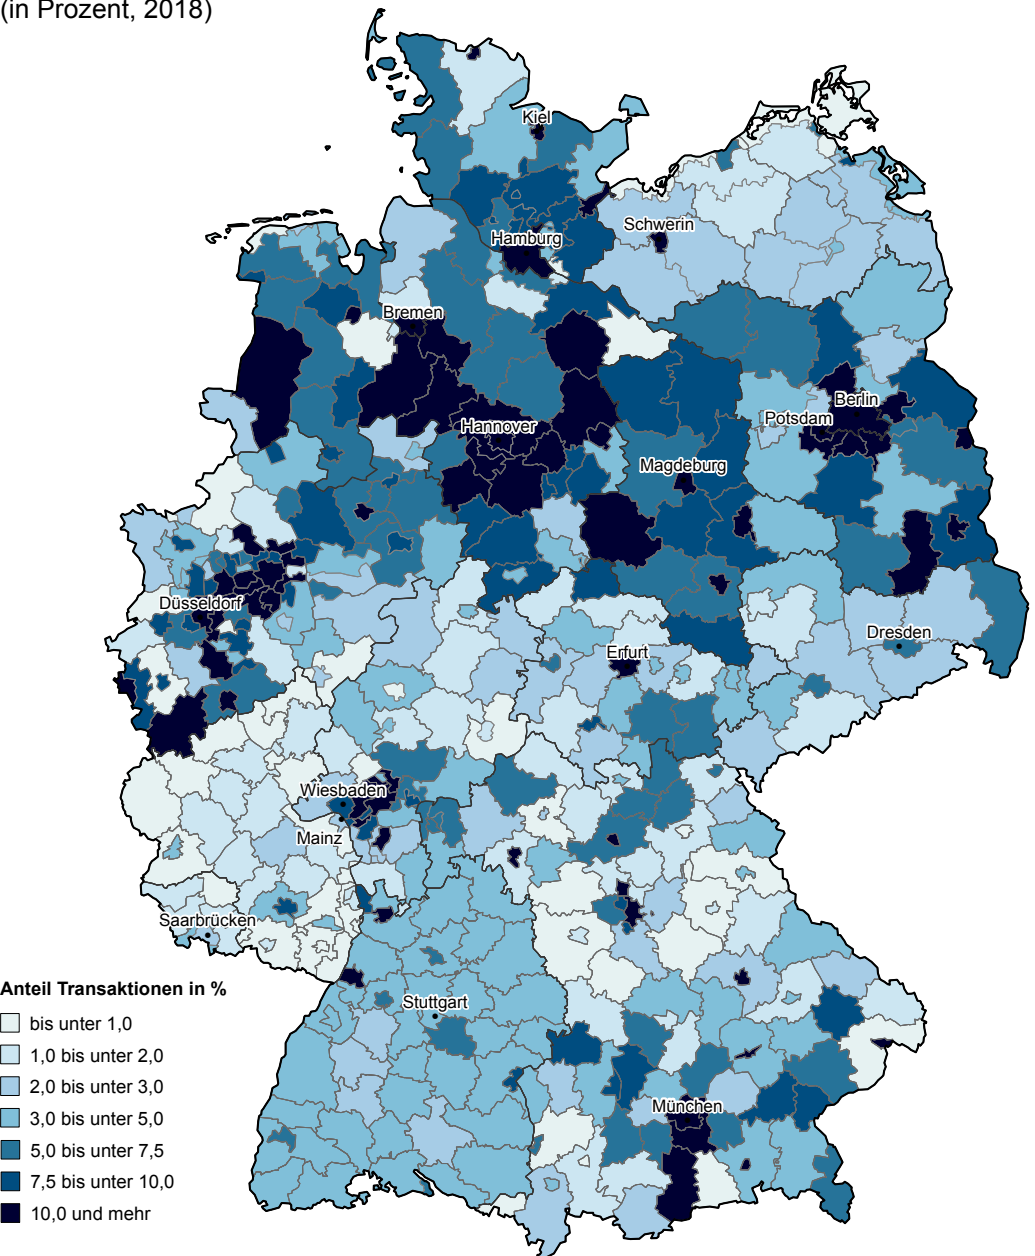 (in Prozent, 2018)
Kiel
Schwerin
Hamburg
Bremen
Berlin
Potsdam
Hannover
Magdeburg
Düsseldorf
Dresden
Erfurt
Wiesbaden
Mainz
Saarbrücken
Stuttgart
München
Anteil Transaktionen in %
bis unter 1,0
1,0 bis unter 2,0
2,0 bis unter 3,0
3,0 bis unter 5,0
5,0 bis unter 7,5
7,5 bis unter 10,0
10,0 und mehr